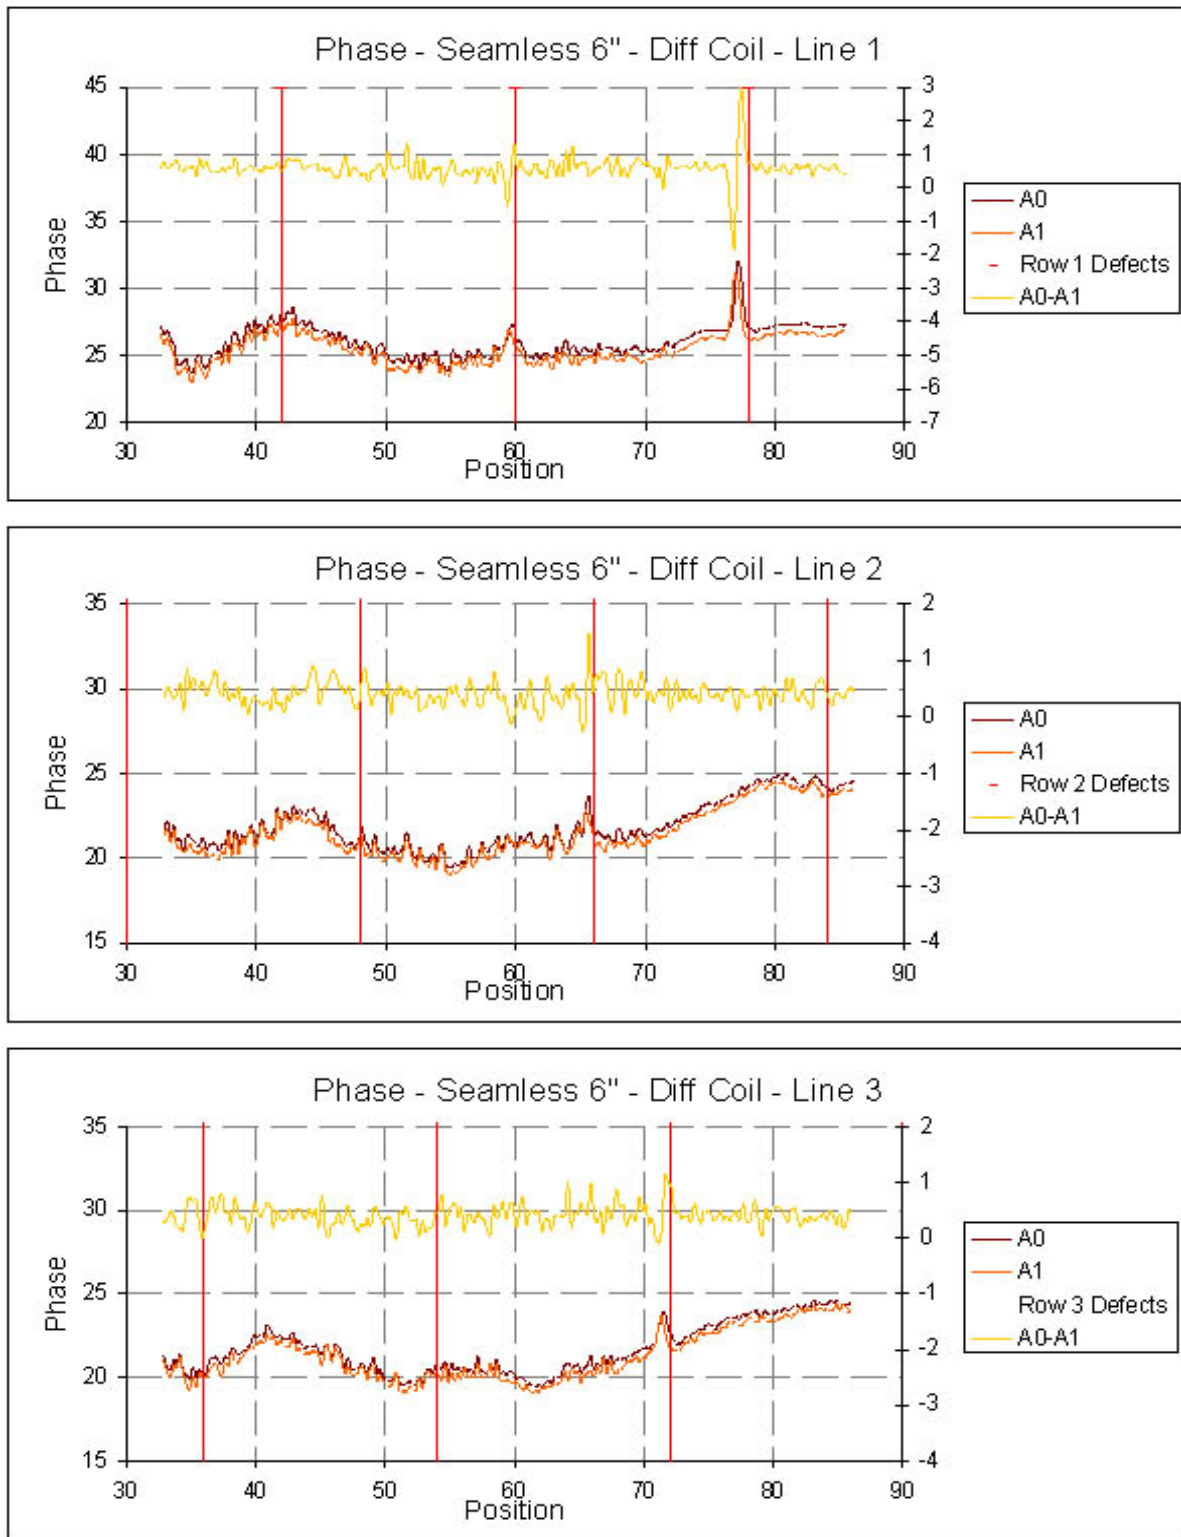 Phase - Seamless 6" - Diff Coil - Line 1
45
40
35
30
25
20
Phase
30
40
50
60
70
80
90
Position
3
2
1
0
-1
-2
-3
-4
-5
-6
-7
A0
A1
Row 1 Defects
A0-A1
Phase - Seamless 6" - Diff Coil - Line 2
35
30
25
20
15
Phase
30
40
50
60
70
80
90
Position
2
1
0
-1
-2
-3
-4
A0
A1
Row 2 Defects
A0-A1
Phase - Seamless 6" - Diff Coil - Line 3
35
30
25
20
15
Phase
30
40
50
60
70
80
90
Position
2
1
0
-1
-2
-3
-4
A0
A1
Row 3 Defects
A0-A1